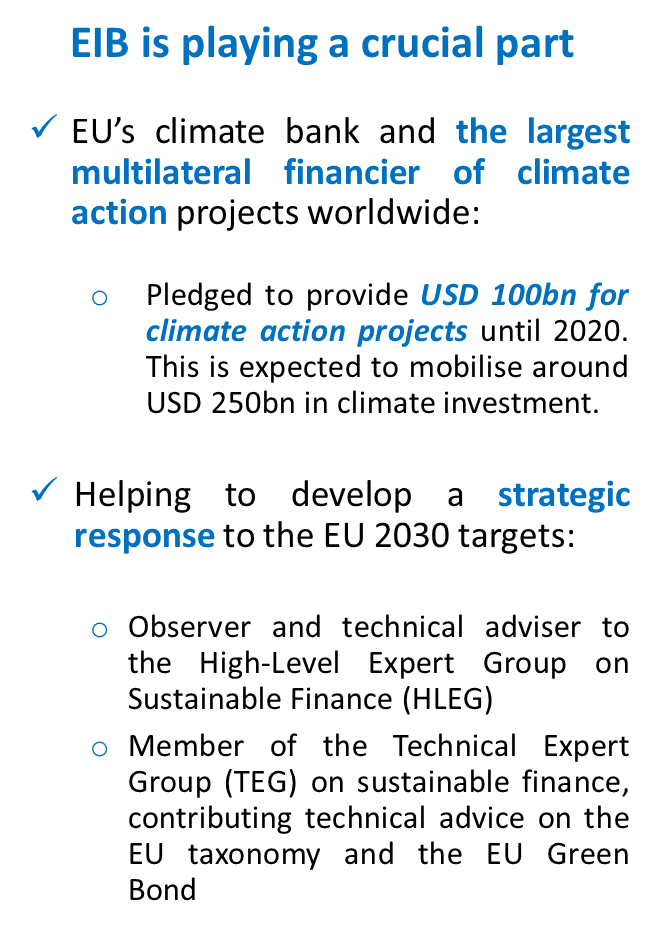 EIB is playing a crucial part
✓ EU’s climate bank and the largest
multilateral financier of climate
action projects worldwide:
o Pledged to provide USD 100bn for
climate action projects until 2020.
This is expected to mobilise around
USD 250bn in climate investment.
✓ Helping to develop a strategic
response to the EU 2030 targets:
o Observer and technical adviser to
the High-Level Expert Group on
Sustainable Finance (HLEG)
o Member of the Technical Expert
Group (TEG) on sustainable finance,
contributing technical advice on the
EU taxonomy and the EU Green
Bond